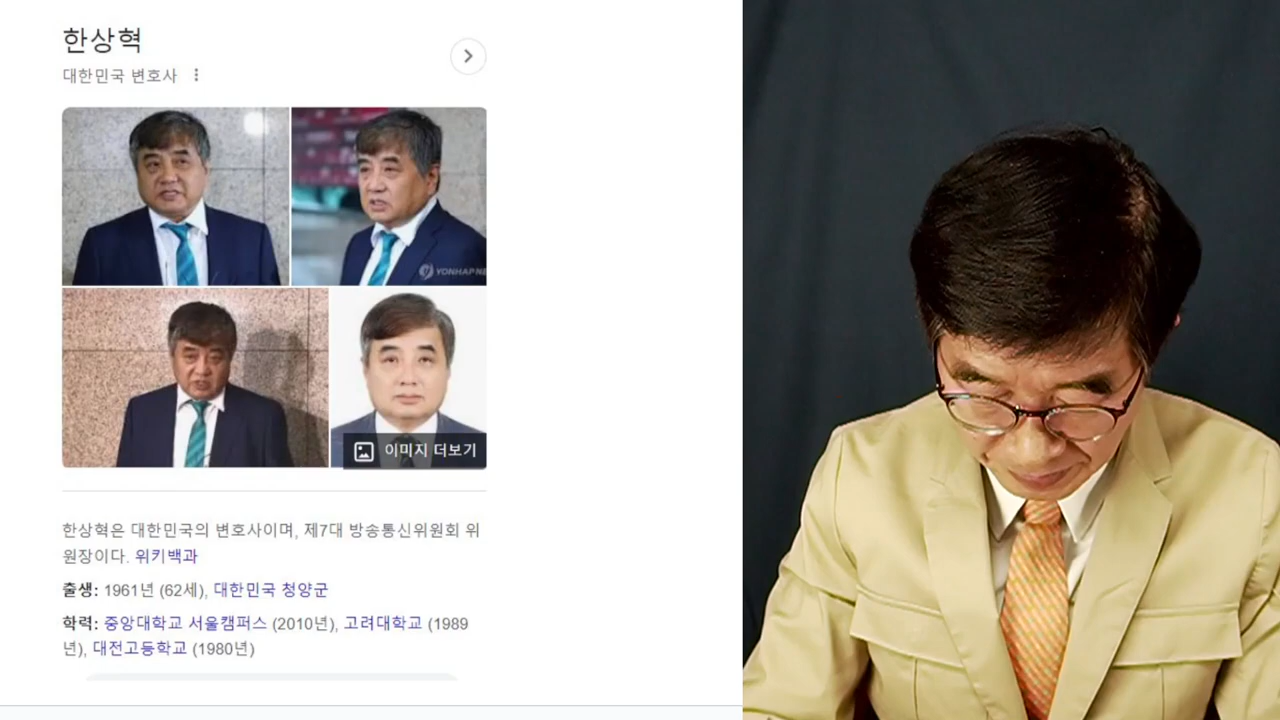 한상혁
대한민국 변호사
YONHAP
이미지 더보기
한상혁은 대한민국의 변호사이며, 제7대 방송통신위원회 위
원장이다. 위키백과
출생: 1961년 (62세), 대한민국 청양군
학력: 중앙대학교 서울캠퍼스 (2010년), 고려대학교 (1989
년), 대전고등학교 (1980년)